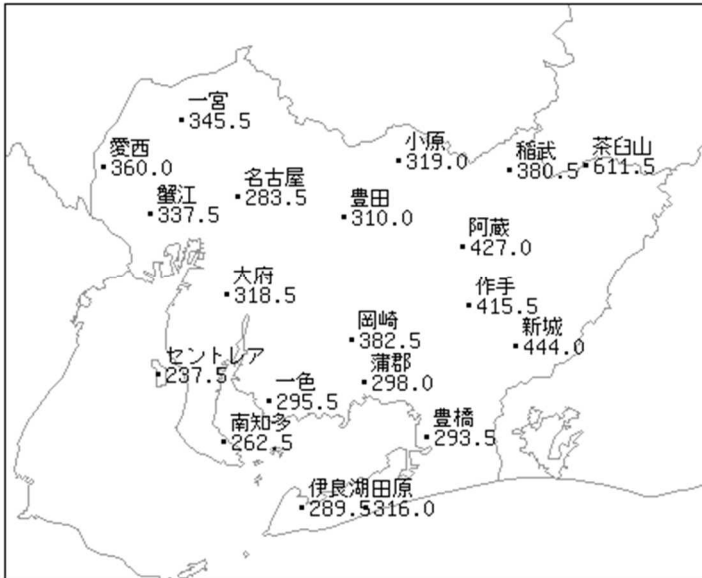 一宮
345.5
愛西
360.0
小原
319.0
稲武
380.5
茶臼山
611.5
名古屋
283.5
蟹江
337.5
豊田
310.0
阿蔵
427.0
大府
318.5
作手
415.5
岡崎
382.5
新城
444.0
セントレア
237.5
蒲郡
298.0
一色
295.5
南知多
262.5
豊橋
293.5
伊良湖
289.5
田原
316.0